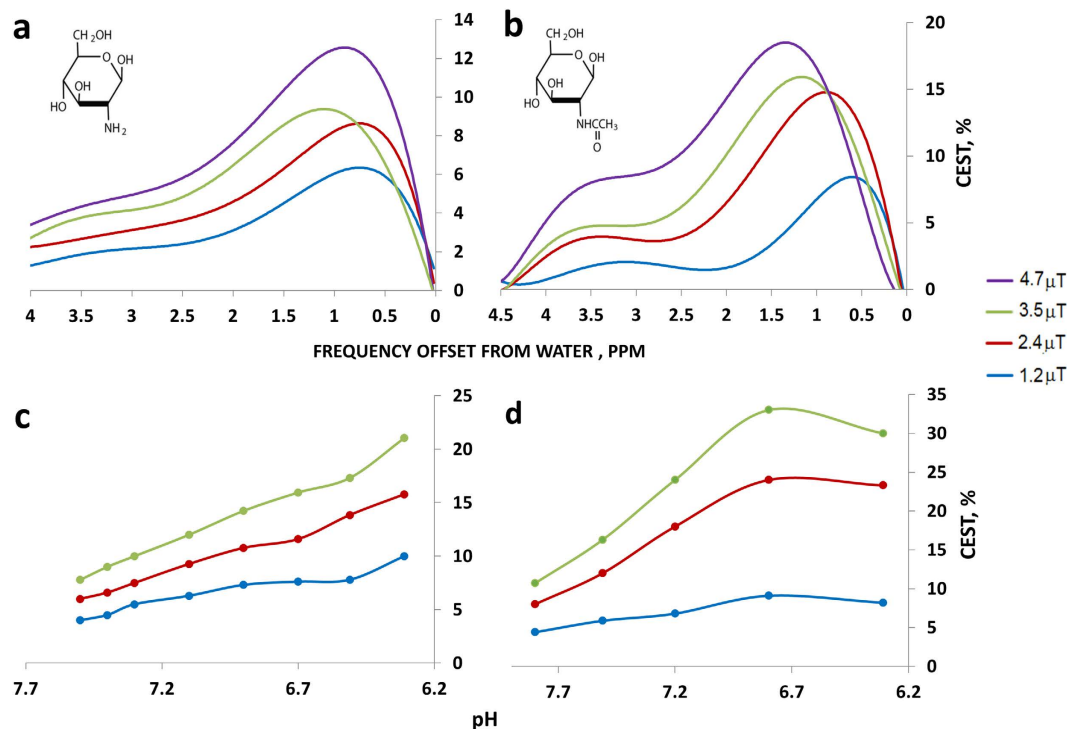 a
CH2OH
O
OH
OH
HO
NH2
14
12
10
8
6
4
2
0
4
3.5
3
2.5
2
1.5
1
0.5
0
b
CH2OH
O
OH
OH
HO
NHCCH3
O
20
15
10
5
0
CEST, %
4.5
4
3.5
3
2.5
2
1.5
1
0.5
0
FREQUENCY OFFSET FROM WATER , PPM
4.7μT
3.5μT
2.4μT
1.2μT
c
25
20
15
10
5
0
7.7
7.2
6.7
6.2
d
35
30
25
20
15
10
5
0
CEST, %
7.7
7.2
6.7
6.2
pH